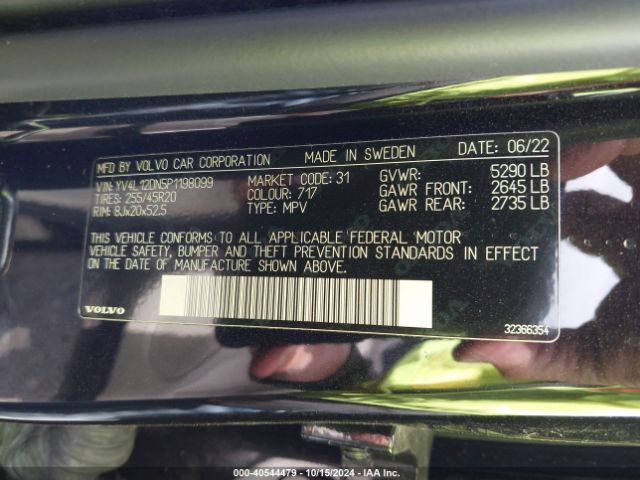 MFD BY VOLVO CAR CORPORATION MADE IN SWEDEN DATE: 06/22
VIN: YV4L12DN5P1198099 MARKET CODE: 31 GVWR: 5290 LB
TIRES: 255/45R20 COLOUR: 717 GAWR FRONT: 2645 LB
RIM: 8Jx20x52.5 TYPE: MPV GAWR REAR: 2735 LB
THIS VEHICLE CONFORMS TO ALL APPLICABLE FEDERAL MOTOR
VEHICLE SAFETY, BUMPER AND THEFT PREVENTION STANDARDS IN EFFECT
ON THE DATE OF MANUFACTURE SHOWN ABOVE.
VOLVO
32366354
000-40544479 - 10/15/2024 - IAA Inc.